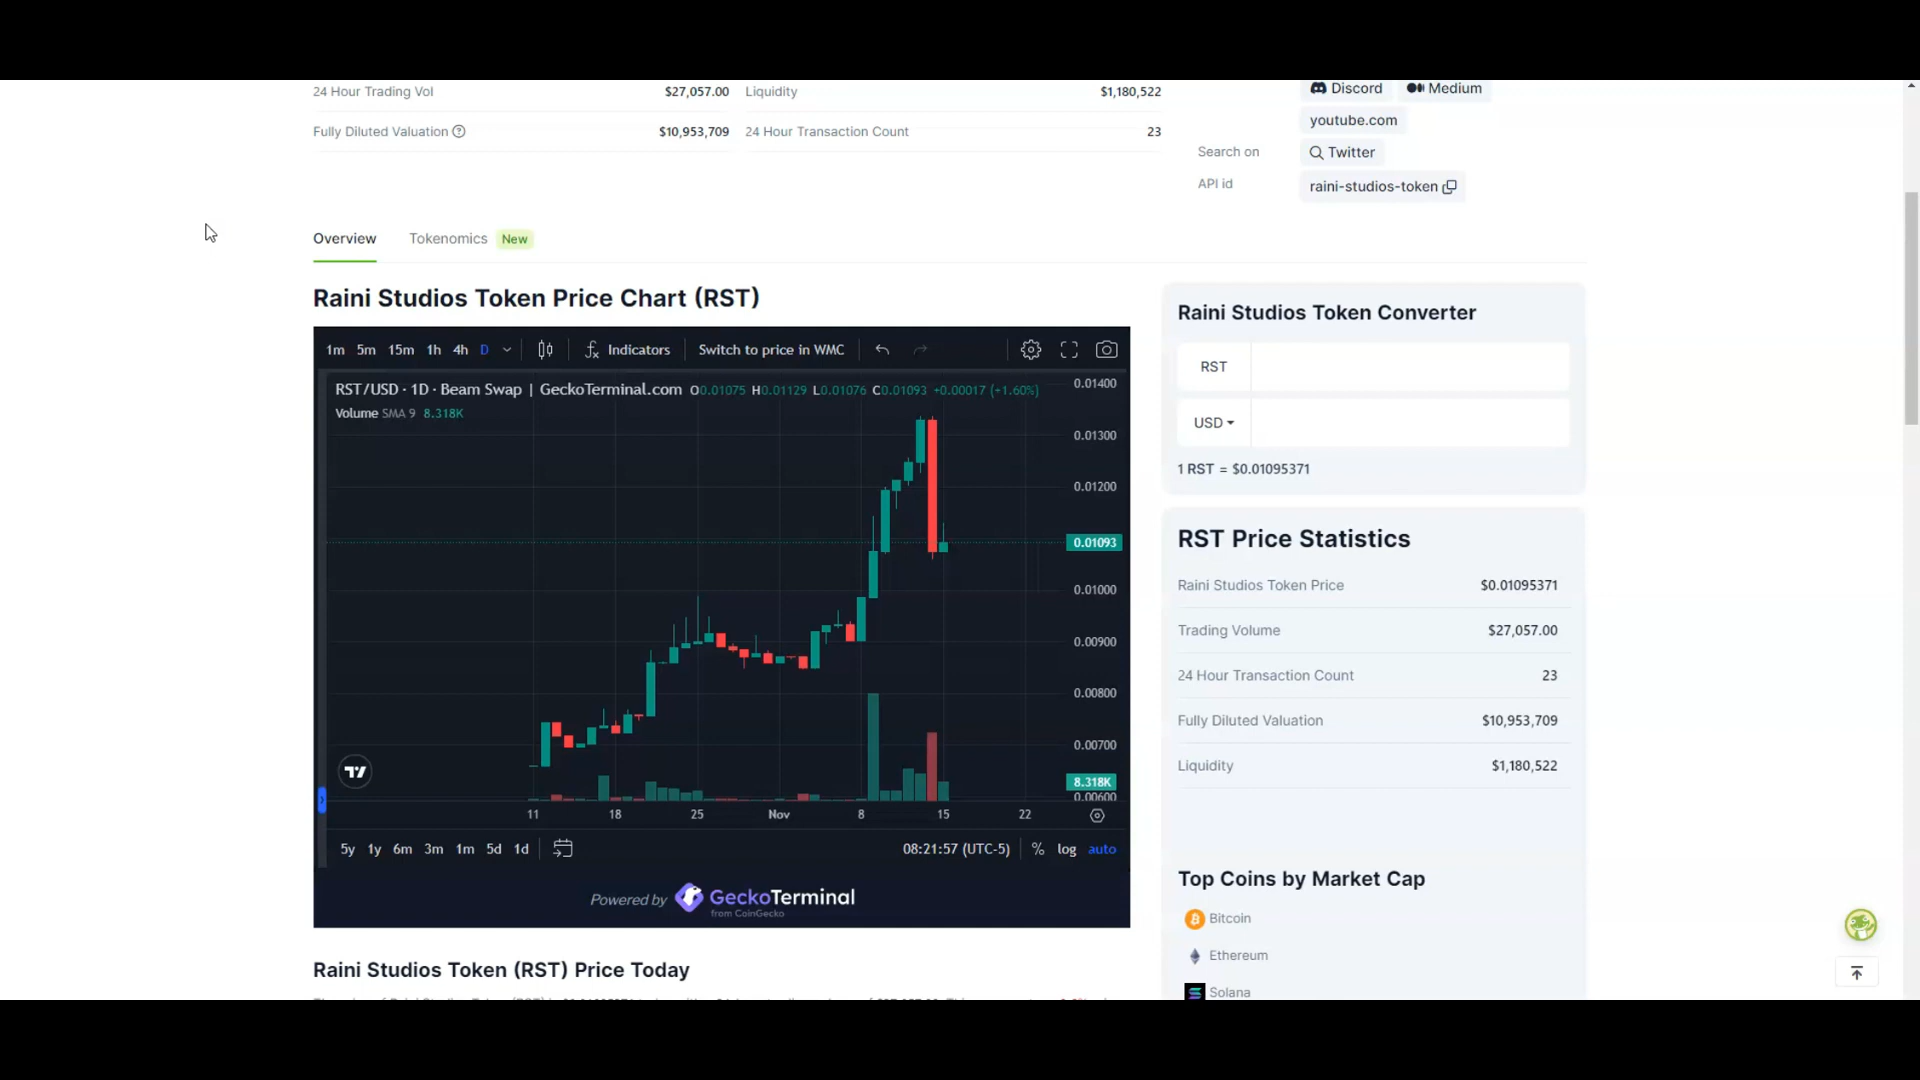 24 Hour Trading Vol $27,057.00 Liquidity $1,180,522
Discord Medium
youtube.com
Fully Diluted Valuation $10,953,709 24 Hour Transaction Count 23
Search on Twitter
API id raini-studios-token
Overview Tokenomics New
Raini Studios Token Price Chart (RST)
1m 5m 15m 1h 4h D Indicators Switch to price in WMC
RST/USD · 1D · Beam Swap | GeckoTerminal.com O0.01075 H0.01129 L0.01076 C0.01093 +0.00017 (+1.60%)
Volume SMA 9 8.318K
0.01400
0.01300
0.01200
0.01093
0.01000
0.00900
0.00800
0.00700
8.318K
0.00600
11 18 25 Nov 8 15 22
5y 1y 6m 3m 1m 5d 1d 08:21:57 (UTC-5) % log auto
Powered by GeckoTerminal
from CoinGecko
Raini Studios Token (RST) Price Today
Raini Studios Token Converter
RST
USD
1 RST = $0.01095371
RST Price Statistics
Raini Studios Token Price $0.01095371
Trading Volume $27,057.00
24 Hour Transaction Count 23
Fully Diluted Valuation $10,953,709
Liquidity $1,180,522
Top Coins by Market Cap
Bitcoin
Ethereum
Solana